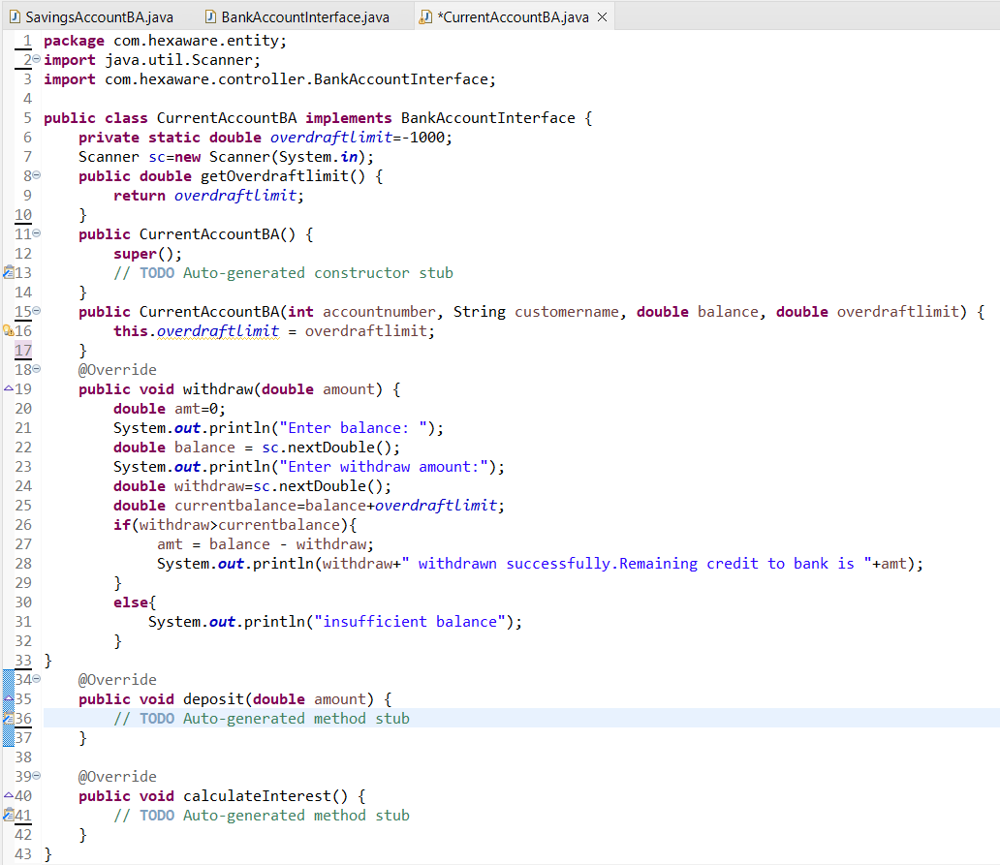 SavingsAccountBA.java BankAccountInterface.java *CurrentAccountBA.java
1 package com.hexaware.entity;
2 import java.util.Scanner;
3 import com.hexaware.controller.BankAccountInterface;
4
5 public class CurrentAccountBA implements BankAccountInterface {
6     private static double overdraftlimit=-1000;
7     Scanner sc=new Scanner(System.in);
8     public double getOverdraftlimit() {
9         return overdraftlimit;
10     }
11     public CurrentAccountBA() {
12         super();
13         // TODO Auto-generated constructor stub
14     }
15     public CurrentAccountBA(int accountnumber, String customername, double balance, double overdraftlimit) {
16         this.overdraftlimit = overdraftlimit;
17     }
18     @Override
19     public void withdraw(double amount) {
20         double amt=0;
21         System.out.println("Enter balance: ");
22         double balance = sc.nextDouble();
23         System.out.println("Enter withdraw amount:");
24         double withdraw=sc.nextDouble();
25         double currentbalance=balance+overdraftlimit;
26         if(withdraw>currentbalance){
27              amt = balance - withdraw;
28              System.out.println(withdraw+" withdrawn successfully.Remaining credit to bank is "+amt);
29         }
30         else{
31             System.out.println("insufficient balance");
32         }
33 }
34     @Override
35     public void deposit(double amount) {
36         // TODO Auto-generated method stub
37     }
38
39     @Override
40     public void calculateInterest() {
41         // TODO Auto-generated method stub
42     }
43 }